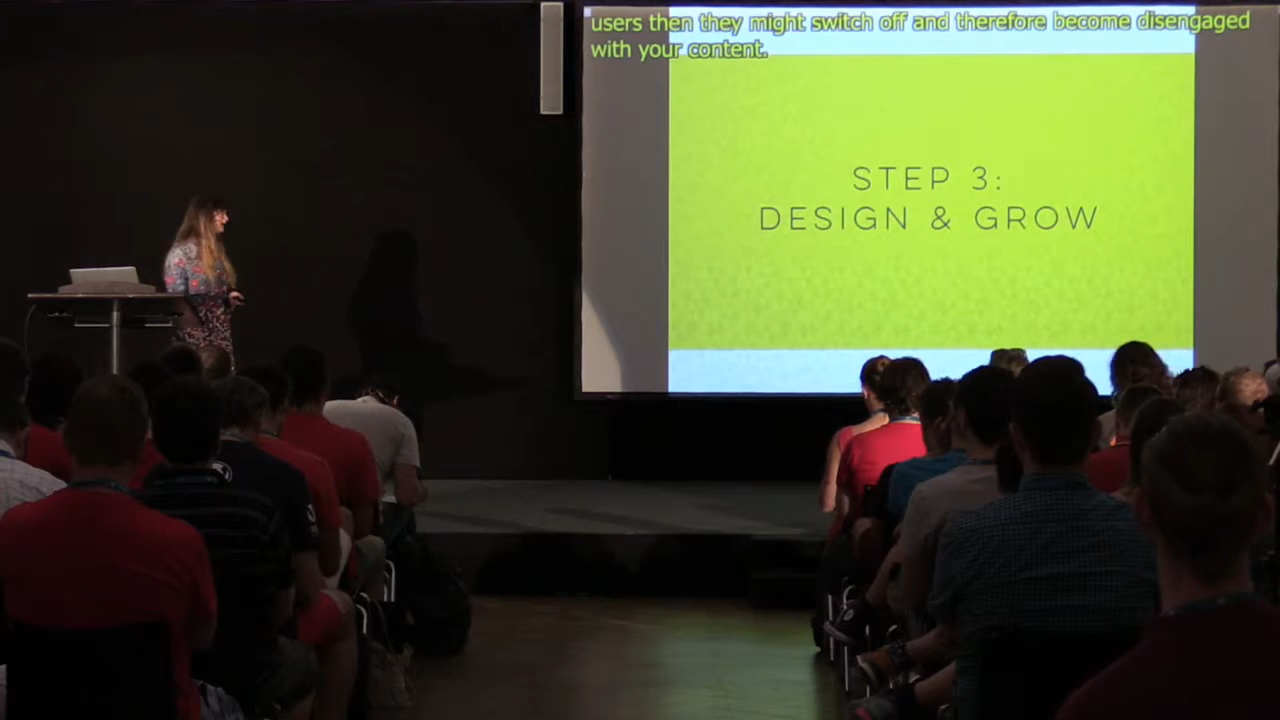 users then they might switch off and therefore become disengaged
with your content.
STEP 3:
DESIGN & GROW